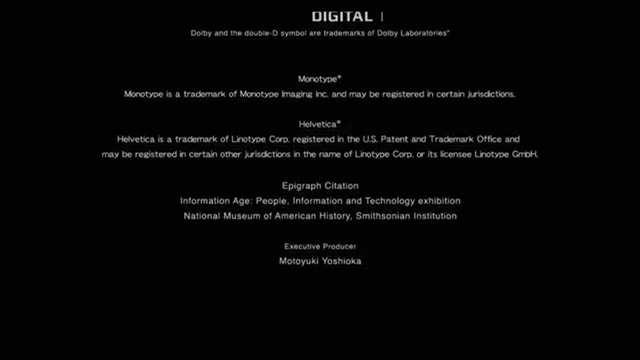 DIGITAL
Dolby and the double-D symbol are trademarks of Dolby Laboratories"
Monotype®
Monotype is a trademark of Monotype Imaging Inc. and may be registered in certain jurisdictions.
Helvetica®
Helvetica is a trademark of Linotype Corp. registered in the U.S. Patent and Trademark Office and
may be registered in certain other jurisdictions in the name of Linotype Corp. or its licensee Linotype GmbH.
Epigraph Citation
Information Age: People, Information and Technology exhibition
National Museum of American History, Smithsonian Institution
Executive Producer
Motoyuki Yoshioka